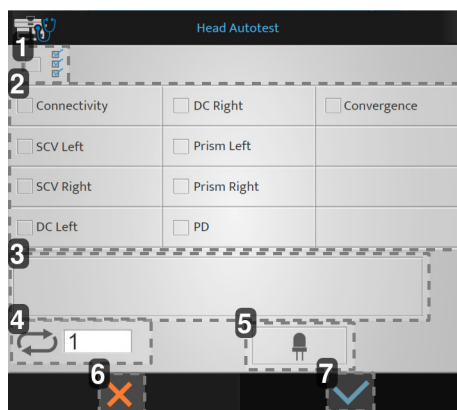 Head Autotest
1
2
Connectivity DC Right Convergence
SCV Left Prism Left
SCV Right Prism Right
DC Left PD
3
4 5
1
6 7